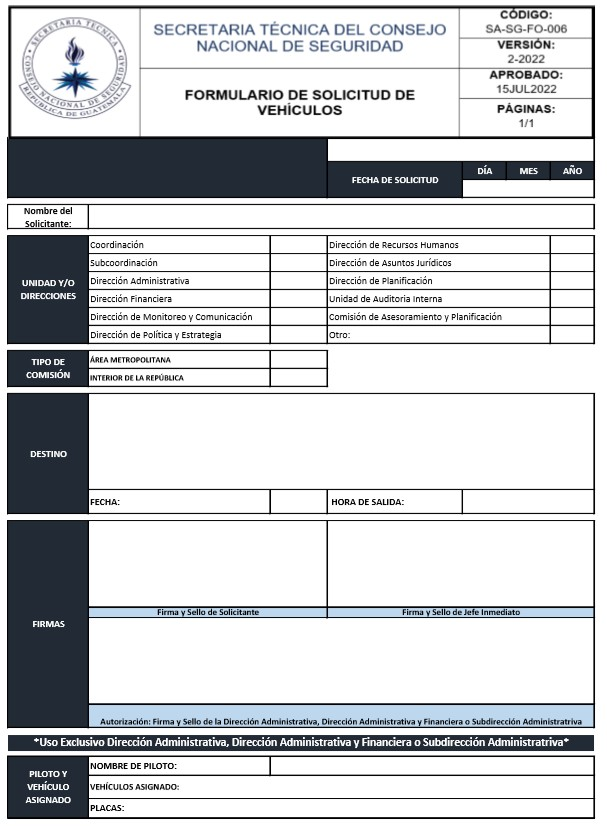 SECRETARIA TÉCNICA
CONSEJO NACIONAL DE SEGURIDAD
REPÚBLICA DE GUATEMALA
SECRETARIA TÉCNICA DEL CONSEJO
NACIONAL DE SEGURIDAD
FORMULARIO DE SOLICITUD DE
VEHÍCULOS
CÓDIGO:
SA-SG-FO-006
VERSIÓN:
2-2022
APROBADO:
15JUL2022
PÁGINAS:
1/1
FECHA DE SOLICITUD
DÍA MES AÑO
Nombre del
Solicitante:
UNIDAD Y/O
DIRECCIONES
Coordinación
Dirección de Recursos Humanos
Subcoordinación
Dirección de Asuntos Jurídicos
Dirección Administrativa
Dirección de Planificación
Dirección Financiera
Unidad de Auditoria Interna
Dirección de Monitoreo y Comunicación
Comisión de Asesoramiento y Planificación
Dirección de Política y Estrategia
Otro:
TIPO DE
COMISIÓN
ÁREA METROPOLITANA
INTERIOR DE LA REPÚBLICA
DESTINO
FECHA:
HORA DE SALIDA:
FIRMAS
Firma y Sello de Solicitante
Firma y Sello de Jefe Inmediato
Autorización: Firma y Sello de la Dirección Administrativa, Dirección Administrativa y Financiera o Subdirección Administratriva
*Uso Exclusivo Dirección Administrativa, Dirección Administrativa y Financiera o Subdirección Administratriva*
PILOTO Y
VEHÍCULO
ASIGNADO
NOMBRE DE PILOTO:
VEHÍCULOS ASIGNADO:
PLACAS: